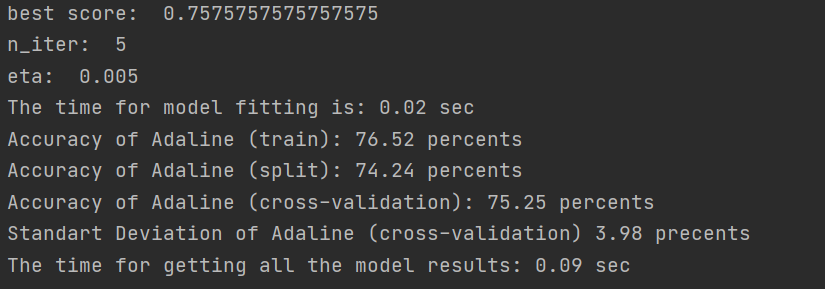 best score:  0.7575757575757575
n_iter:  5
eta:  0.005
The time for model fitting is: 0.02 sec
Accuracy of Adaline (train): 76.52 percents
Accuracy of Adaline (split): 74.24 percents
Accuracy of Adaline (cross-validation): 75.25 percents
Standart Deviation of Adaline (cross-validation) 3.98 precents
The time for getting all the model results: 0.09 sec